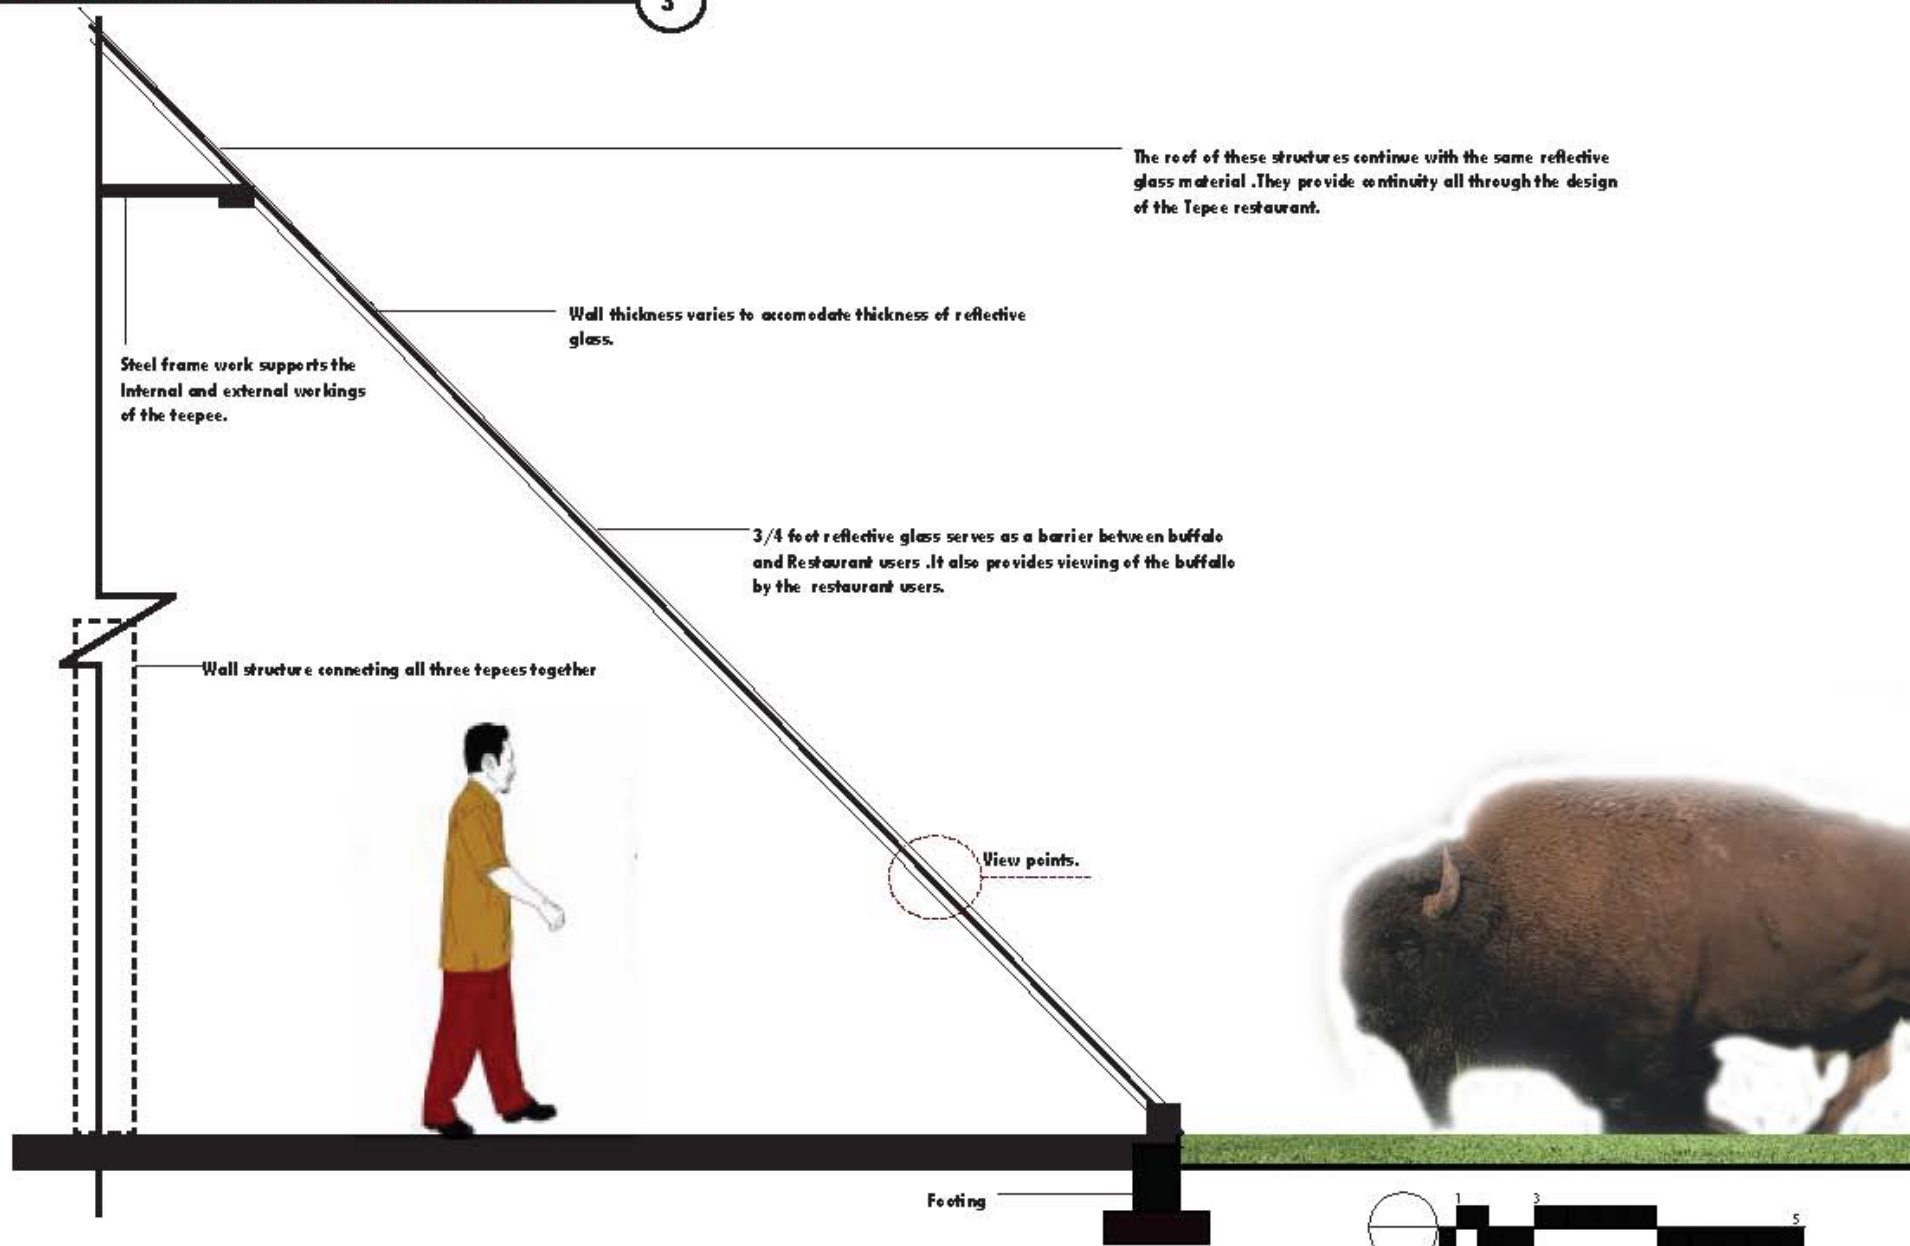 3
The roof of these structures continue with the same reflective
glass material .They provide continuity all through the design
of the Tepee restaurant.
Wall thickness varies to accomodate thickness of reflective
glass.
Steel frame work supports the
Internal and external workings
of the teepee.
3/4 foot reflective glass serves as a barrier between buffalo
and Restaurant users .It also provides viewing of the buffallo
by the restaurant users.
Wall structure connecting all three tepees together
View points.
Footing
1 3
5